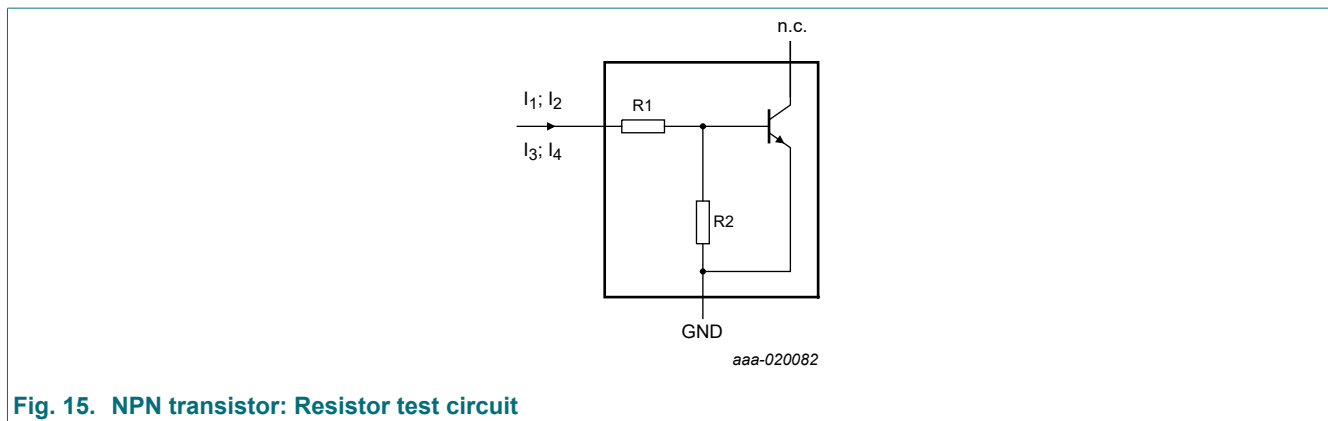 n.c.
I1; I2
R1
I3; I4
R2
GND
aaa-020082
Fig. 15. NPN transistor: Resistor test circuit